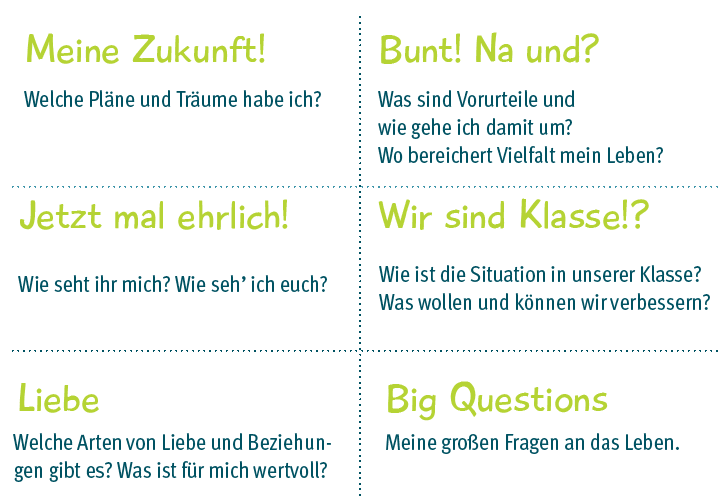 Meine Zukunft!
Welche Pläne und Träume habe ich?
Bunt! Na und?
Was sind Vorurteile und
wie gehe ich damit um?
Wo bereichert Vielfalt mein Leben?
Jetzt mal ehrlich!
Wie seht ihr mich? Wie seh’ ich euch?
Wir sind Klasse!?
Wie ist die Situation in unserer Klasse?
Was wollen und können wir verbessern?
Liebe
Welche Arten von Liebe und Beziehun-
gen gibt es? Was ist für mich wertvoll?
Big Questions
Meine großen Fragen an das Leben.